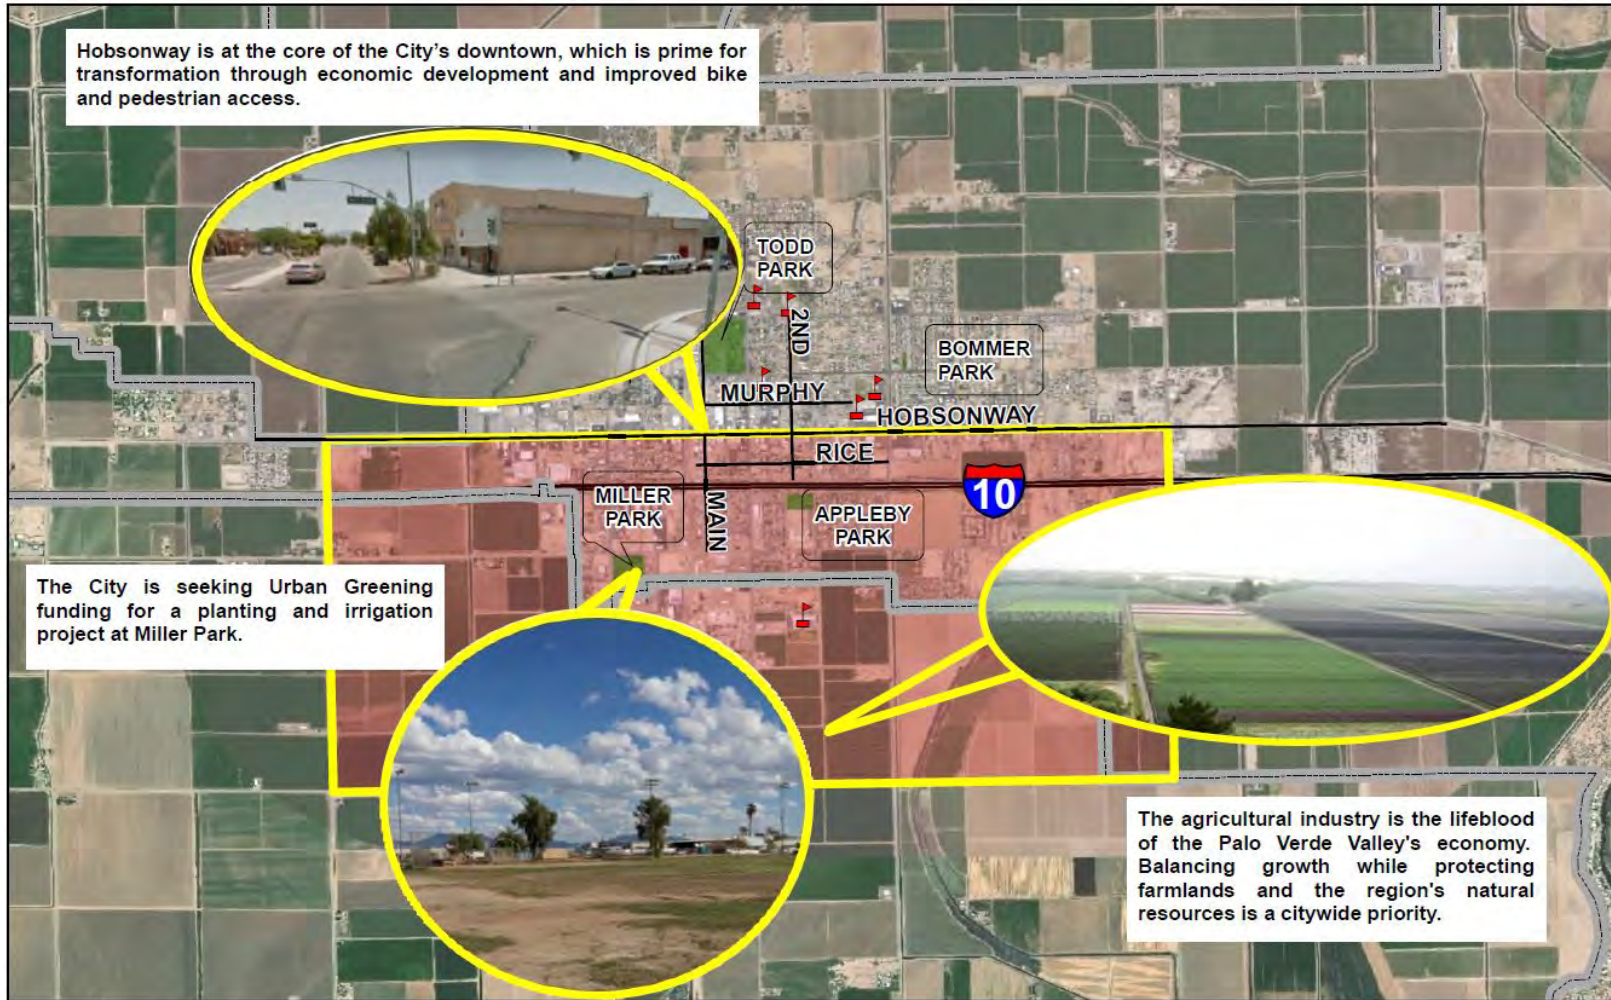 Hobsonway is at the core of the City's downtown, which is prime for
transformation through economic development and improved bike
and pedestrian access.
TODD
PARK
2ND
BOMMER
PARK
MURPHY
HOBSONWAY
RICE
10
MILLER
PARK
MAIN
APPLEBY
PARK
The City is seeking Urban Greening
funding for a planting and irrigation
project at Miller Park.
The agricultural industry is the lifeblood
of the Palo Verde Valley's economy.
Balancing growth while protecting
farmlands and the region's natural
resources is a citywide priority.